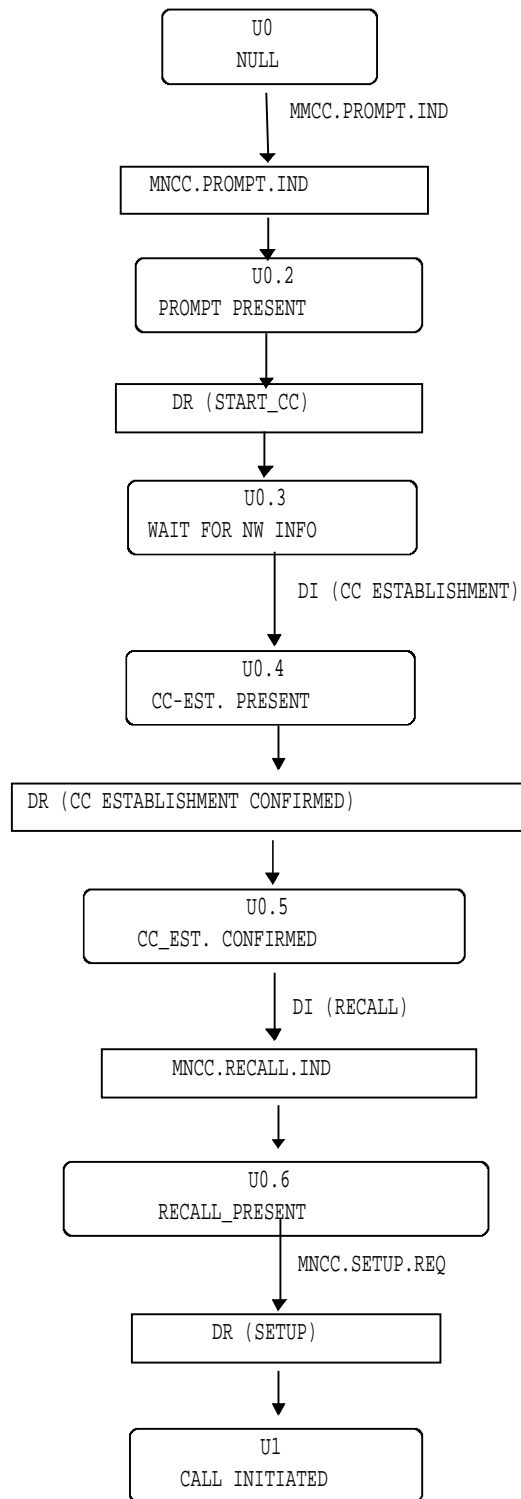 U0
NULL
MMCC.PROMPT.IND
MNCC.PROMPT.IND
U0.2
PROMPT PRESENT
DR (START_CC)
U0.3
WAIT FOR NW INFO
DI (CC ESTABLISHMENT)
U0.4
CC-EST. PRESENT
DR (CC ESTABLISHMENT CONFIRMED)
U0.5
CC_EST. CONFIRMED
DI (RECALL)
MNCC.RECALL.IND
U0.6
RECALL_PRESENT
MNCC.SETUP.REQ
DR (SETUP)
U1
CALL INITIATED